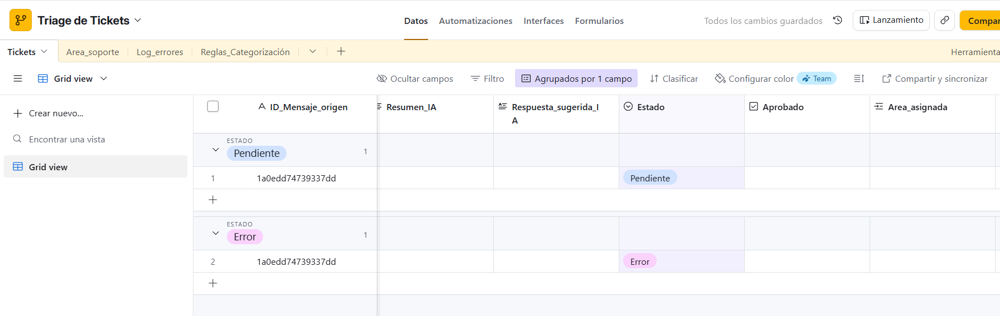 Triage de Tickets
Datos Automatizaciones Interfaces Formularios
Todos los cambios guardados
Lanzamiento
Compar
Tickets Area_soporte Log_errores Reglas_Categorización
Herramienta
Grid view
Ocultar campos Filtro Agrupados por 1 campo Clasificar Configurar color Team Compartir y sincronizar
Crear nuevo...
Encontrar una vista
Grid view
ID_Mensaje_origen Resumen_IA Respuesta_sugerida_I
A
Estado Aprobado Area_asignada
ESTADO
Pendiente 1
1 1a0edd74739337dd Pendiente
ESTADO
Error 1
2 1a0edd74739337dd Error